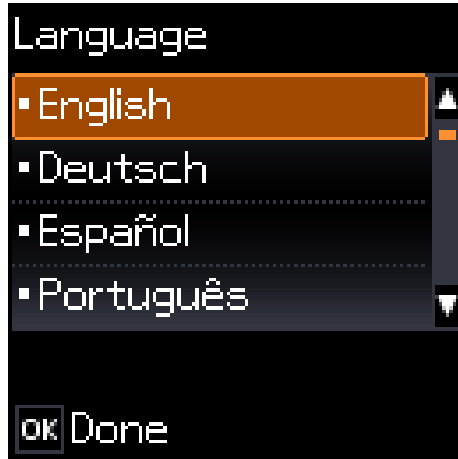 Language
▪English
▪Deutsch
▪Español
▪Português
OK Done